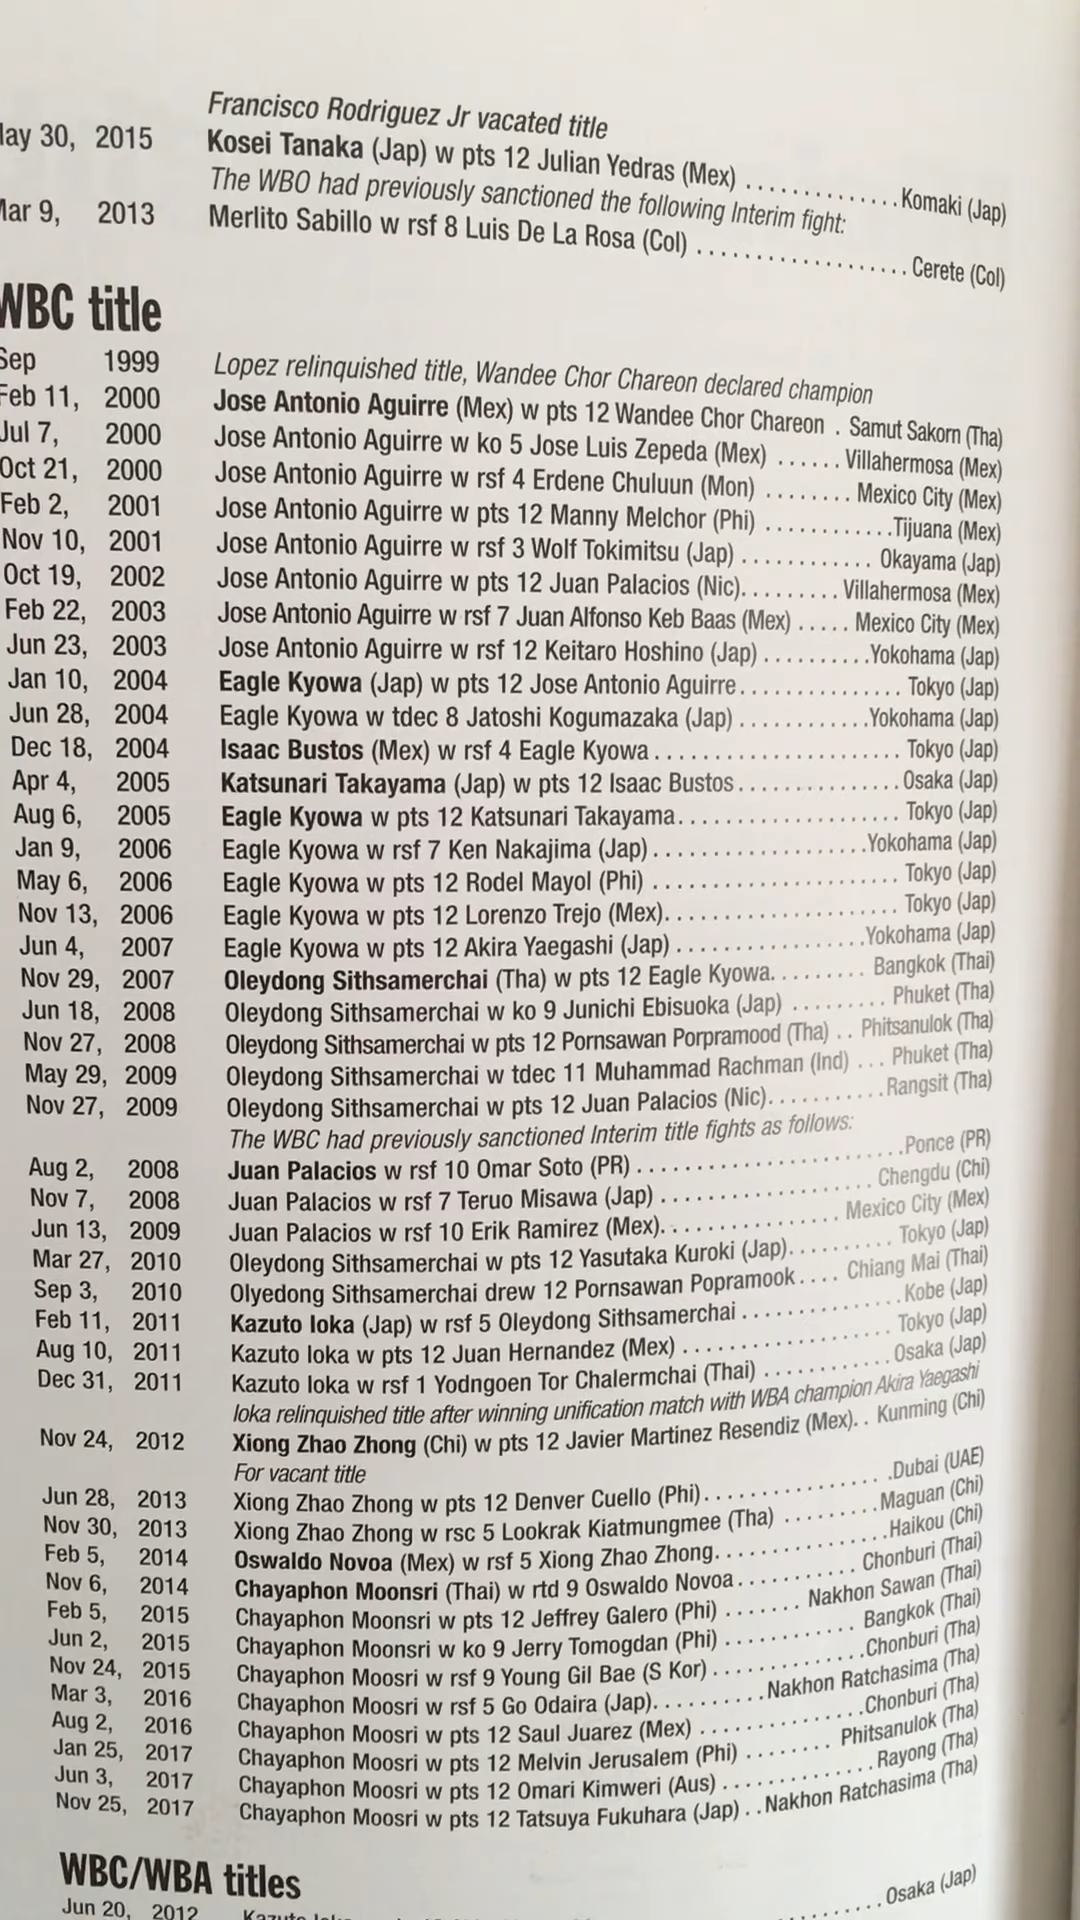 Francisco Rodriguez Jr vacated title
May 30, 2015 Kosei Tanaka (Jap) w pts 12 Julian Yedras (Mex) ............ Komaki (Jap)
The WBO had previously sanctioned the following Interim fight:
Mar 9, 2013 Merlito Sabillo w rsf 8 Luis De La Rosa (Col) ................... Cerete (Col)
WBC title
Sep 1999 Lopez relinquished title, Wandee Chor Chareon declared champion
Feb 11, 2000 Jose Antonio Aguirre (Mex) w pts 12 Wandee Chor Chareon . Samut Sakorn (Tha)
Jul 7, 2000 Jose Antonio Aguirre w ko 5 Jose Luis Zepeda (Mex) ...... Villahermosa (Mex)
Oct 21, 2000 Jose Antonio Aguirre w rsf 4 Erdene Chuluun (Mon) ........ Mexico City (Mex)
Feb 2, 2001 Jose Antonio Aguirre w pts 12 Manny Melchor (Phi) ........... Tijuana (Mex)
Nov 10, 2001 Jose Antonio Aguirre w rsf 3 Wolf Tokimitsu (Jap) ............ Okayama (Jap)
Oct 19, 2002 Jose Antonio Aguirre w pts 12 Juan Palacios (Nic)......... Villahermosa (Mex)
Feb 22, 2003 Jose Antonio Aguirre w rsf 7 Juan Alfonso Keb Baas (Mex) ..... Mexico City (Mex)
Jun 23, 2003 Jose Antonio Aguirre w rsf 12 Keitaro Hoshino (Jap) .......... Yokohama (Jap)
Jan 10, 2004 Eagle Kyowa (Jap) w pts 12 Jose Antonio Aguirre............... Tokyo (Jap)
Jun 28, 2004 Eagle Kyowa w tdec 8 Jatoshi Kogumazaka (Jap) ............ Yokohama (Jap)
Dec 18, 2004 Isaac Bustos (Mex) w rsf 4 Eagle Kyowa ....................... Tokyo (Jap)
Apr 4, 2005 Katsunari Takayama (Jap) w pts 12 Isaac Bustos............... Osaka (Jap)
Aug 6, 2005 Eagle Kyowa w pts 12 Katsunari Takayama.................... Tokyo (Jap)
Jan 9, 2006 Eagle Kyowa w rsf 7 Ken Nakajima (Jap) .................... Yokohama (Jap)
May 6, 2006 Eagle Kyowa w pts 12 Rodel Mayol (Phi) ....................... Tokyo (Jap)
Nov 13, 2006 Eagle Kyowa w pts 12 Lorenzo Trejo (Mex)..................... Tokyo (Jap)
Jun 4, 2007 Eagle Kyowa w pts 12 Akira Yaegashi (Jap) .................. Yokohama (Jap)
Nov 29, 2007 Oleydong Sithsamerchai (Tha) w pts 12 Eagle Kyowa........ Bangkok (Thai)
Jun 18, 2008 Oleydong Sithsamerchai w ko 9 Junichi Ebisuoka (Jap) ........ Phuket (Tha)
Nov 27, 2008 Oleydong Sithsamerchai w pts 12 Pornsawan Porpramood (Tha) .. Phitsanulok (Tha)
May 29, 2009 Oleydong Sithsamerchai w tdec 11 Muhammad Rachman (Ind) ... Phuket (Tha)
Nov 27, 2009 Oleydong Sithsamerchai w pts 12 Juan Palacios (Nic)........... Rangsit (Tha)
The WBC had previously sanctioned Interim title fights as follows:
Aug 2, 2008 Juan Palacios w rsf 10 Omar Soto (PR) ......................... Ponce (PR)
Nov 7, 2008 Juan Palacios w rsf 7 Teruo Misawa (Jap) .................... Chengdu (Chi)
Jun 13, 2009 Juan Palacios w rsf 10 Erik Ramirez (Mex)................. Mexico City (Mex)
Mar 27, 2010 Oleydong Sithsamerchai w pts 12 Yasutaka Kuroki (Jap).......... Tokyo (Jap)
Sep 3, 2010 Olyedong Sithsamerchai drew 12 Pornsawan Popramook.... Chiang Mai (Thai)
Feb 11, 2011 Kazuto Ioka (Jap) w rsf 5 Oleydong Sithsamerchai ............... Kobe (Jap)
Aug 10, 2011 Kazuto Ioka w pts 12 Juan Hernandez (Mex) ................... Tokyo (Jap)
Dec 31, 2011 Kazuto Ioka w rsf 1 Yodngoen Tor Chalermchai (Thai) ............ Osaka (Jap)
Ioka relinquished title after winning unification match with WBA champion Akira Yaegashi
Nov 24, 2012 Xiong Zhao Zhong (Chi) w pts 12 Javier Martinez Resendiz (Mex). . Kunming (Chi)
For vacant title
Jun 28, 2013 Xiong Zhao Zhong w pts 12 Denver Cuello (Phi)................. Dubai (UAE)
Nov 30, 2013 Xiong Zhao Zhong w rsc 5 Lookrak Kiatmungmee (Tha) ........ Maguan (Chi)
Feb 5, 2014 Oswaldo Novoa (Mex) w rsf 5 Xiong Zhao Zhong............... Haikou (Chi)
Nov 6, 2014 Chayaphon Moonsri (Thai) w rtd 9 Oswaldo Novoa ........... Chonburi (Thai)
Feb 5, 2015 Chayaphon Moonsri w pts 12 Jeffrey Galero (Phi) ....... Nakhon Sawan (Thai)
Jun 2, 2015 Chayaphon Moonsri w ko 9 Jerry Tomogdan (Phi) ............ Bangkok (Thai)
Nov 24, 2015 Chayaphon Moosri w rsf 9 Young Gil Bae (S Kor) ............. Chonburi (Tha)
Mar 3, 2016 Chayaphon Moosri w rsf 5 Go Odaira (Jap).......... Nakhon Ratchasima (Tha)
Aug 2, 2016 Chayaphon Moosri w pts 12 Saul Juarez (Mex) ............... Chonburi (Tha)
Jan 25, 2017 Chayaphon Moosri w pts 12 Melvin Jerusalem (Phi) ........ Phitsanulok (Tha)
Jun 3, 2017 Chayaphon Moosri w pts 12 Omari Kimweri (Aus) ............. Rayong (Tha)
Nov 25, 2017 Chayaphon Moosri w pts 12 Tatsuya Fukuhara (Jap) . . Nakhon Ratchasima (Tha)
WBC/WBA titles
Jun 20, 2012 Kazuto Ioka ........ Osaka (Jap)